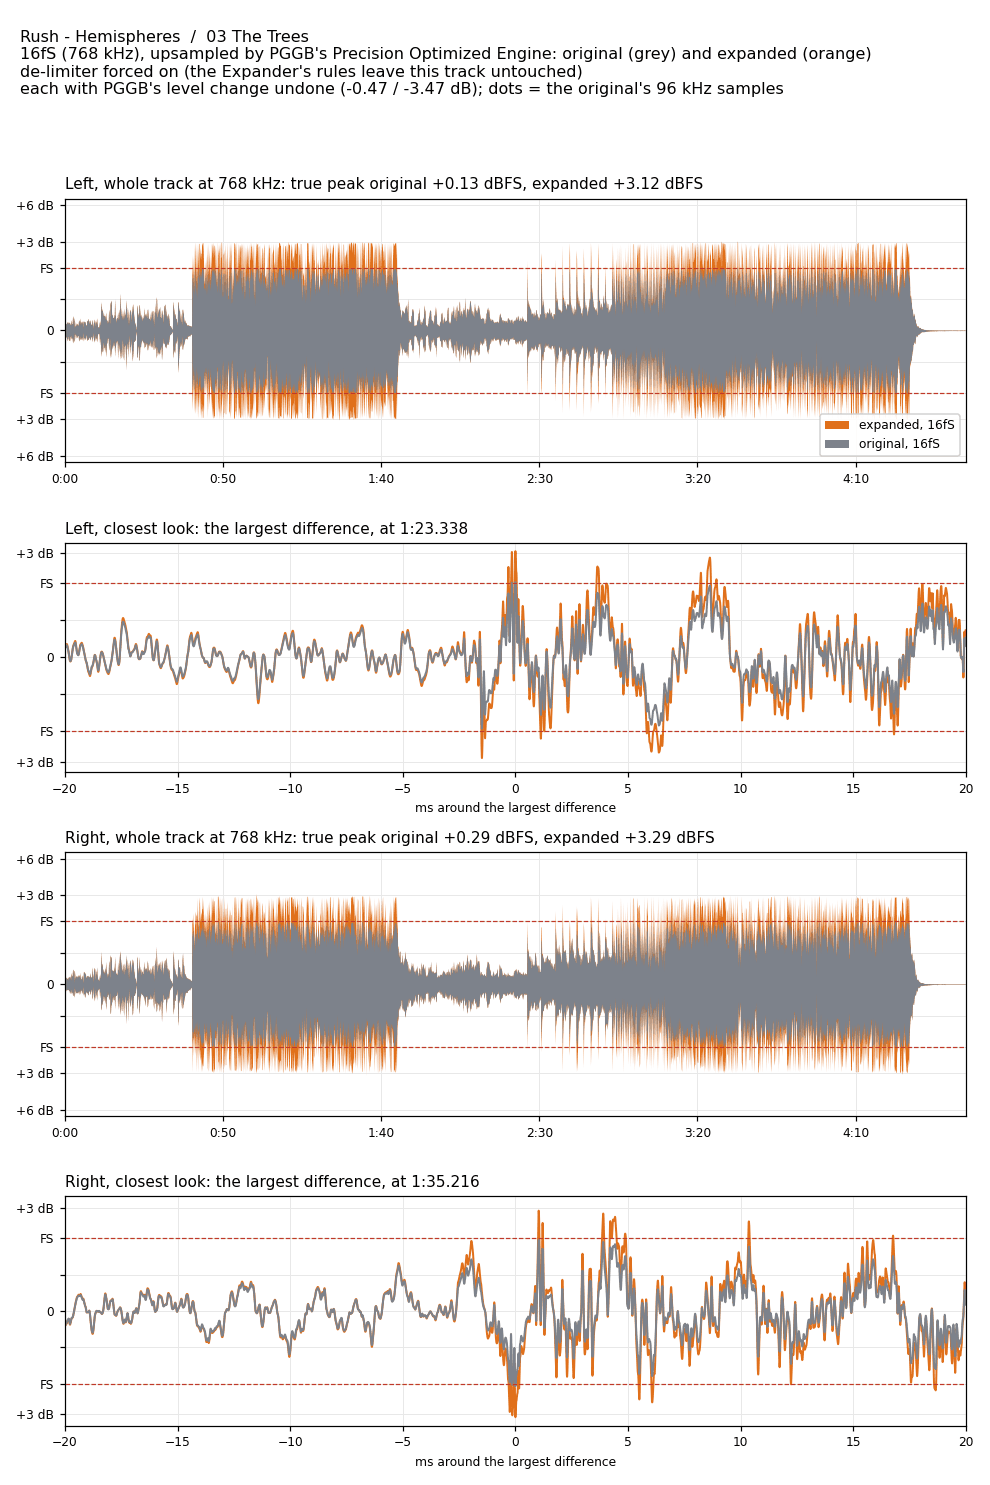 Rush - Hemispheres  /  03 The Trees
16fS (768 kHz), upsampled by PGGB's Precision Optimized Engine: original (grey) and expanded (orange)
de-limiter forced on (the Expander's rules leave this track untouched)
each with PGGB's level change undone (-0.47 / -3.47 dB); dots = the original's 96 kHz samples
Left, whole track at 768 kHz: true peak original +0.13 dBFS, expanded +3.12 dBFS
+6 dB
+3 dB
FS
0
FS
+3 dB
+6 dB
expanded, 16fS
original, 16fS
0:00 0:50 1:40 2:30 3:20 4:10
Left, closest look: the largest difference, at 1:23.338
+3 dB
FS
0
FS
+3 dB
−20 −15 −10 −5 0 5 10 15 20
ms around the largest difference
Right, whole track at 768 kHz: true peak original +0.29 dBFS, expanded +3.29 dBFS
+6 dB
+3 dB
FS
0
FS
+3 dB
+6 dB
0:00 0:50 1:40 2:30 3:20 4:10
Right, closest look: the largest difference, at 1:35.216
+3 dB
FS
0
FS
+3 dB
−20 −15 −10 −5 0 5 10 15 20
ms around the largest difference